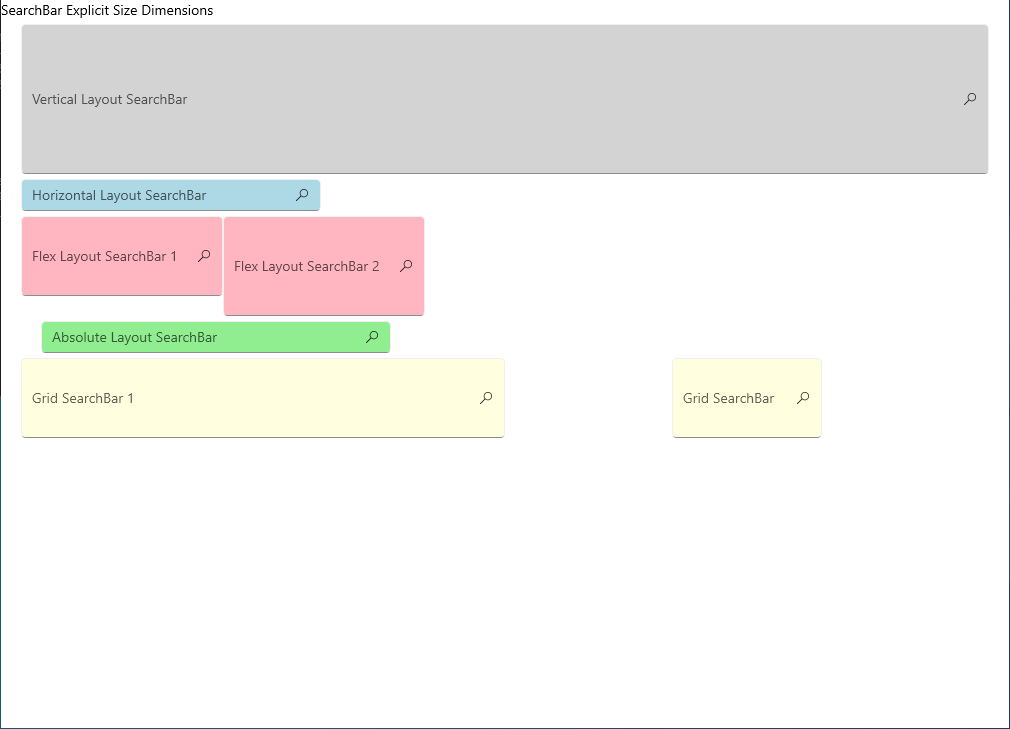 SearchBar Explicit Size Dimensions
Vertical Layout SearchBar
Horizontal Layout SearchBar
Flex Layout SearchBar 1
Flex Layout SearchBar 2
Absolute Layout SearchBar
Grid SearchBar 1
Grid SearchBar